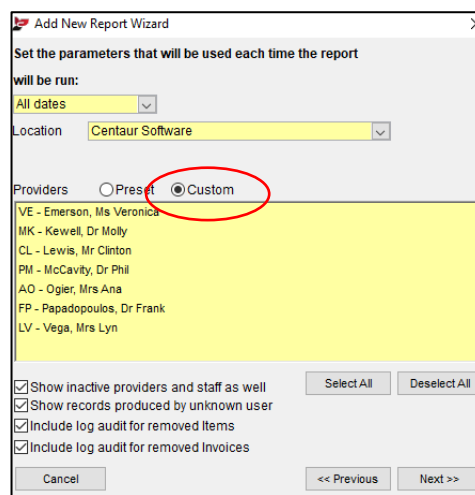 Add New Report Wizard
Set the parameters that will be used each time the report
will be run:
All dates
Location Centaur Software
Providers Preset Custom
VE - Emerson, Ms Veronica
MK - Kewell, Dr Molly
CL - Lewis, Mr Clinton
PM - McCavity, Dr Phil
AO - Ogier, Mrs Ana
FP - Papadopoulos, Dr Frank
LV - Vega, Mrs Lyn
Show inactive providers and staff as well Select All Deselect All
Show records produced by unknown user
Include log audit for removed Items
Include log audit for removed Invoices
Cancel << Previous Next >>